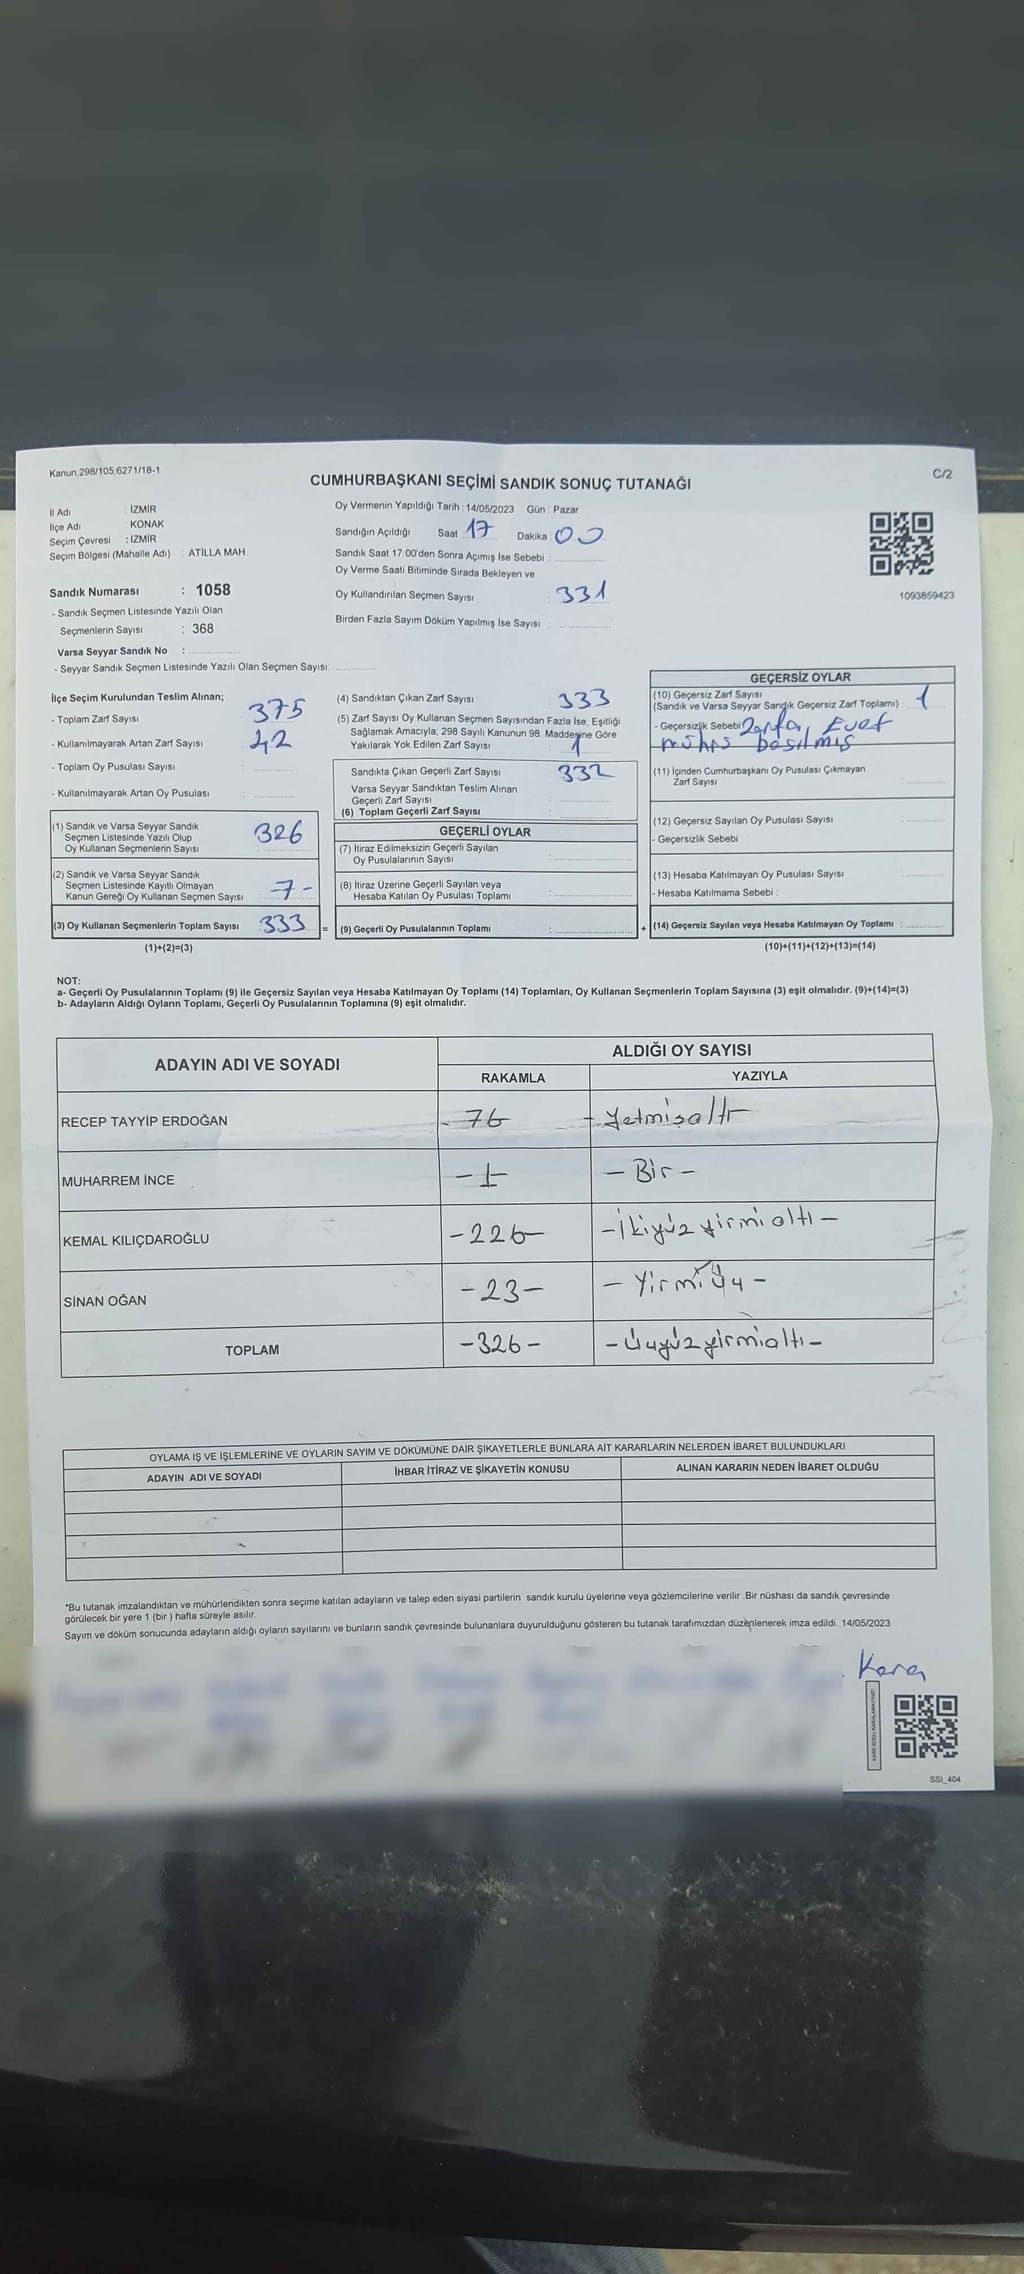 Kanun,298/105,6271/18-1
C/2
CUMHURBAŞKANI SEÇİMİ SANDIK SONUÇ TUTANAĞI
İl Adı : İZMİR
İlçe Adı : KONAK
Seçim Çevresi : İZMİR
Seçim Bölgesi (Mahalle Adı) : ATİLLA MAH.
Sandık Numarası : 1058
- Sandık Seçmen Listesinde Yazılı Olan
Seçmenlerin Sayısı : 368
Varsa Seyyar Sandık No :
- Seyyar Sandık Seçmen Listesinde Yazılı Olan Seçmen Sayısı:
Oy Vermenin Yapıldığı Tarih : 14/05/2023 Gün : Pazar
Sandığın Açıldığı Saat 17 Dakika 00
Sandık Saat 17:00'den Sonra Açımış İse Sebebi :
Oy Verme Saati Bitiminde Sırada Bekleyen ve
Oy Kullandırılan Seçmen Sayısı : 331
Birden Fazla Sayım Döküm Yapılmış İse Sayısı :
1093859423
İlçe Seçim Kurulundan Teslim Alınan;
- Toplam Zarf Sayısı : 375
- Kullanılmayarak Artan Zarf Sayısı : 42
- Toplam Oy Pusulası Sayısı :
- Kullanılmayarak Artan Oy Pusulası :
(1) Sandık ve Varsa Seyyar Sandık
Seçmen Listesinde Yazılı Olup
Oy Kullanan Seçmenlerin Sayısı : 326
(2) Sandık ve Varsa Seyyar Sandık
Seçmen Listesinde Kayıtlı Olmayan
Kanun Gereği Oy Kullanan Seçmen Sayısı : -7-
(3) Oy Kullanan Seçmenlerin Toplam Sayısı : 333
(1)+(2)=(3)
(4) Sandıktan Çıkan Zarf Sayısı : 333
(5) Zarf Sayısı Oy Kullanan Seçmen Sayısından Fazla İse, Eşitliği
Sağlamak Amacıyla, 298 Sayılı Kanunun 98. Maddesine Göre
Yakılarak Yok Edilen Zarf Sayısı : 1
Sandıkta Çıkan Geçerli Zarf Sayısı : 332
Varsa Seyyar Sandıktan Teslim Alınan
Geçerli Zarf Sayısı :
(6) Toplam Geçerli Zarf Sayısı :
GEÇERLİ OYLAR
(7) İtiraz Edilmeksizin Geçerli Sayılan
Oy Pusulalarının Sayısı :
(8) İtiraz Üzerine Geçerli Sayılan veya
Hesaba Katılan Oy Pusulası Toplamı :
= (9) Geçerli Oy Pusulalarının Toplamı :
GEÇERSİZ OYLAR
(10) Geçersiz Zarf Sayısı
(Sandık ve Varsa Seyyar Sandık Geçersiz Zarf Toplamı) : 1
- Geçersizlik Sebebi Zarfa, Evet
mührs basılmış
(11) İçinden Cumhurbaşkanı Oy Pusulası Çıkmayan
Zarf Sayısı :
(12) Geçersiz Sayılan Oy Pusulası Sayısı :
- Geçersizlik Sebebi :
(13) Hesaba Katılmayan Oy Pusulası Sayısı :
- Hesaba Katılmama Sebebi :
+ (14) Geçersiz Sayılan veya Hesaba Katılmayan Oy Toplamı :
(10)+(11)+(12)+(13)=(14)
NOT:
a- Geçerli Oy Pusulalarının Toplamı (9) ile Geçersiz Sayılan veya Hesaba Katılmayan Oy Toplamı (14) Toplamları, Oy Kullanan Seçmenlerin Toplam Sayısına (3) eşit olmalıdır. (9)+(14)=(3)
b- Adayların Aldığı Oyların Toplamı, Geçerli Oy Pusulalarının Toplamına (9) eşit olmalıdır.
ADAYIN ADI VE SOYADI ALDIĞI OY SAYISI
RAKAMLA YAZIYLA
RECEP TAYYİP ERDOĞAN - 76 - Yetmişaltı
MUHARREM İNCE -1- - Bir -
KEMAL KILIÇDAROĞLU -226- -İkiyüz yirmi altı -
SİNAN OĞAN -23- - Yirmi Üç -
TOPLAM -326- -Üçyüz yirmialtı-
OYLAMA İŞ VE İŞLEMLERİNE VE OYLARIN SAYIM VE DÖKÜMÜNE DAİR ŞİKAYETLERLE BUNLARA AİT KARARLARIN NELERDEN İBARET BULUNDUKLARI
ADAYIN ADI VE SOYADI İHBAR İTİRAZ VE ŞİKAYETİN KONUSU ALINAN KARARIN NEDEN İBARET OLDUĞU
*Bu tutanak imzalandıktan ve mühürlendikten sonra seçime katılan adayların ve talep eden siyasi partilerin sandık kurulu üyelerine veya gözlemcilerine verilir .Bir nüshası da sandık çevresinde
görülecek bir yere 1 (bir ) hafta süreyle asılır.
Sayım ve döküm sonucunda adayların aldığı oyların sayılarını ve bunların sandık çevresinde bulunanlara duyurulduğunu gösteren bu tutanak tarafımızdan düzenlenerek imza edildi. 14/05/2023
Kara
KARE KODU KARALAMAYINIZ!
SSI_404